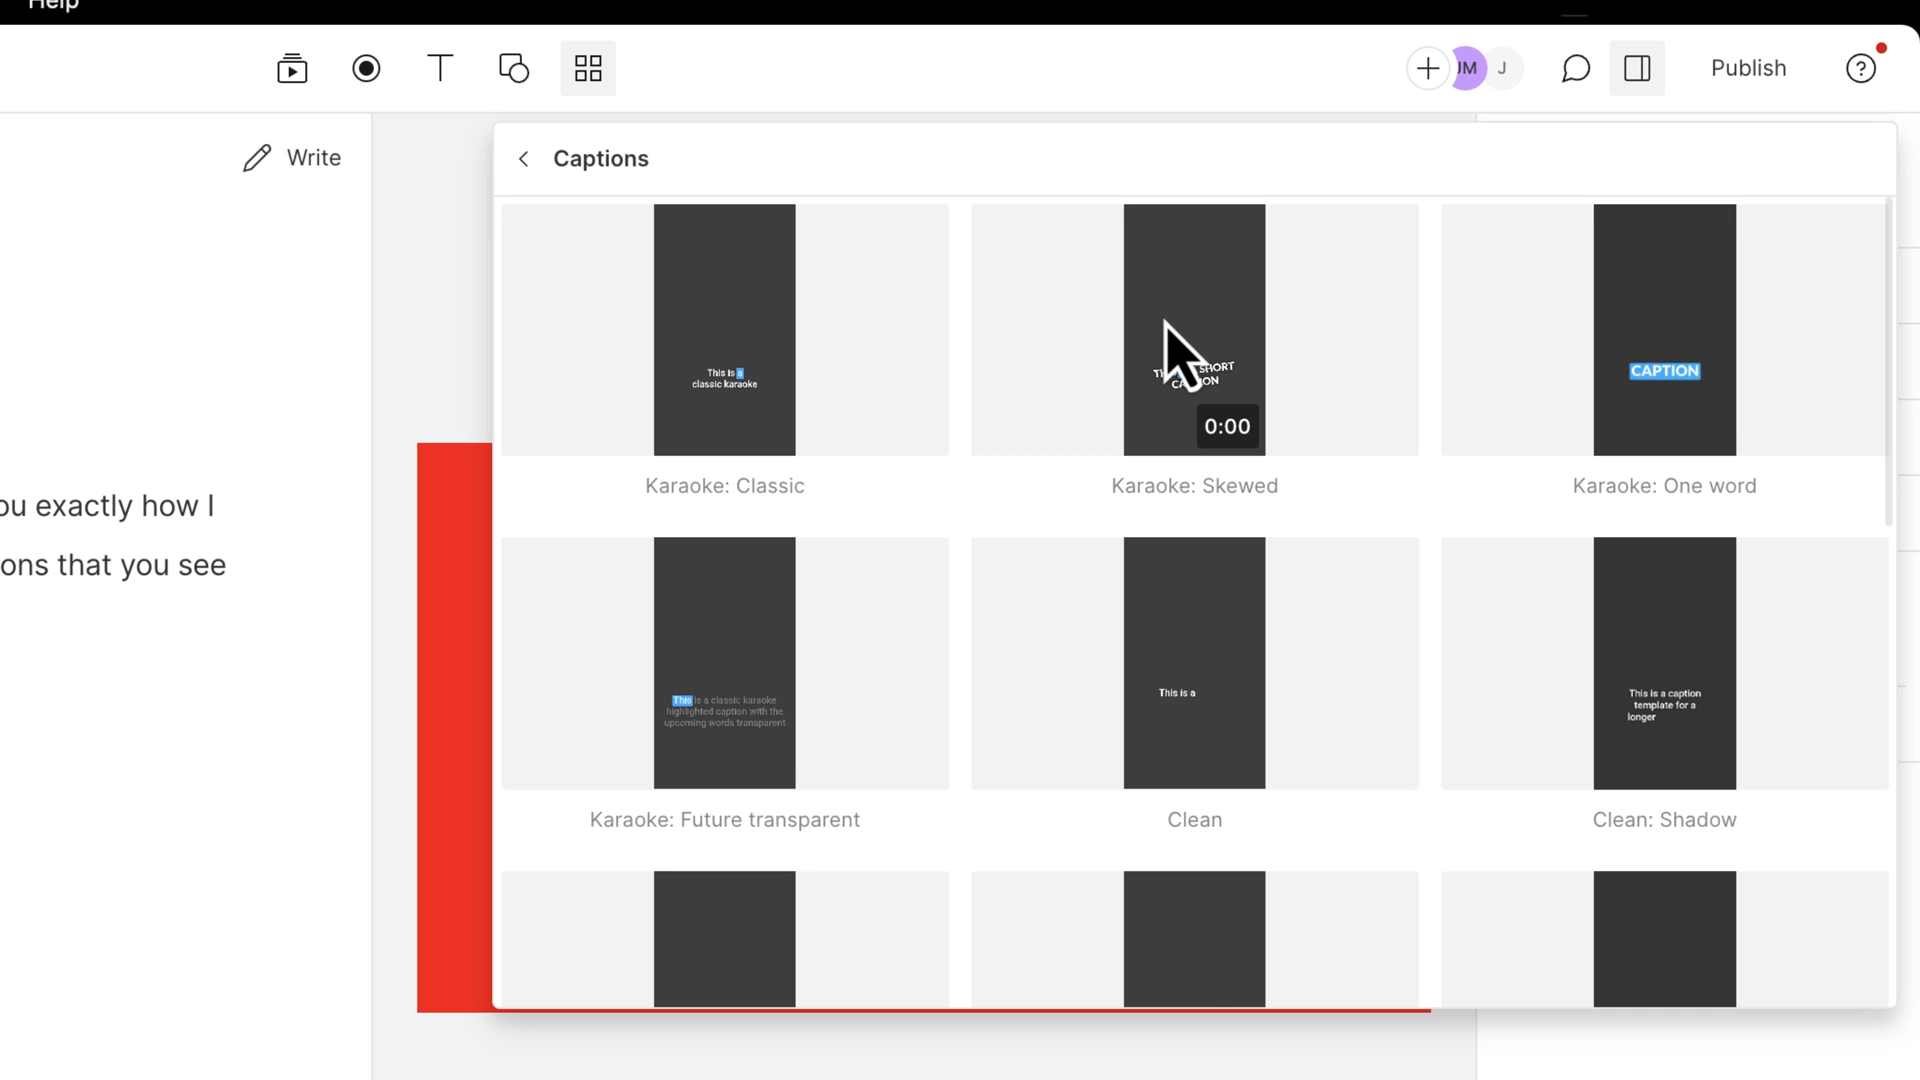 Help
JM
J
Publish
Write
Captions
ou exactly how I
ons that you see
This is a
classic karaoke
SHORT
0:00
CAPTION
Karaoke: Classic
Karaoke: Skewed
Karaoke: One word
This is a classic karaoke
highlighted caption with the
upcoming words transparent
This is a
This is a caption
template for a
longer
Karaoke: Future transparent
Clean
Clean: Shadow